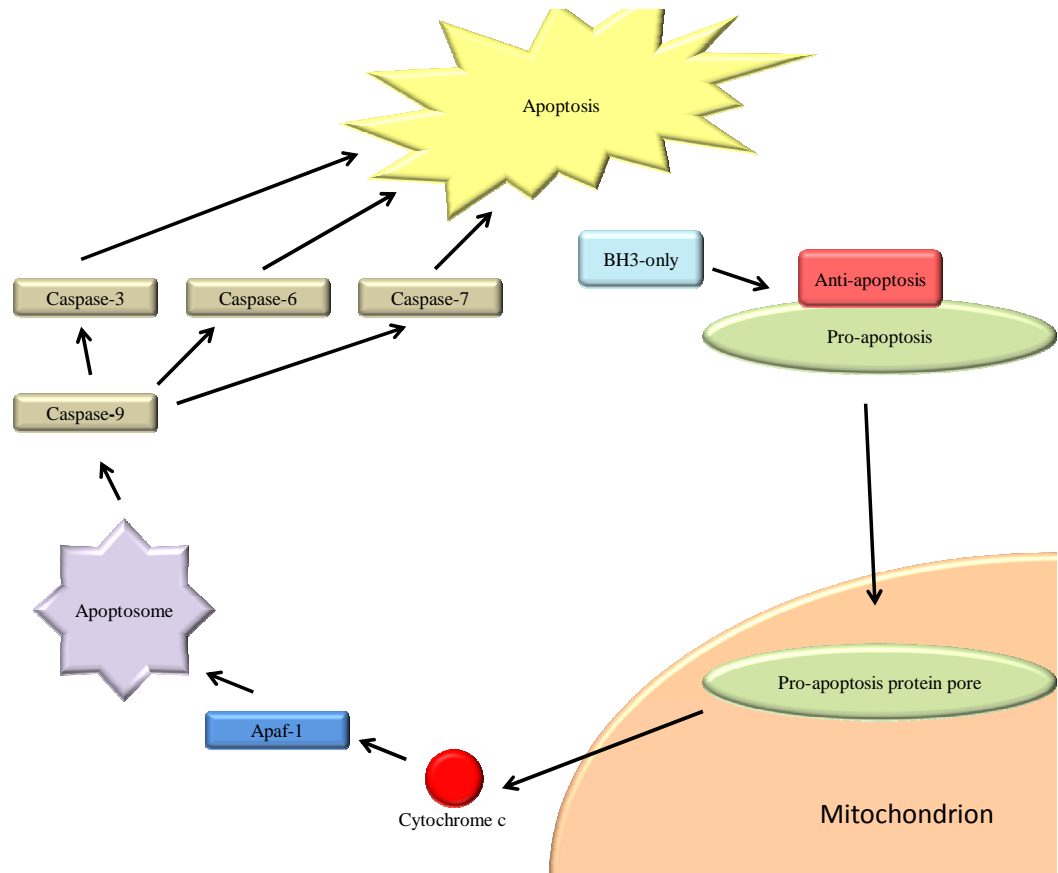 Apoptosis
BH3-only
Anti-apoptosis
Caspase-3
Caspase-6
Caspase-7
Pro-apoptosis
Caspase-9
Apoptosome
Pro-apoptosis protein pore
Apaf-1
Cytochrome c
Mitochondrion